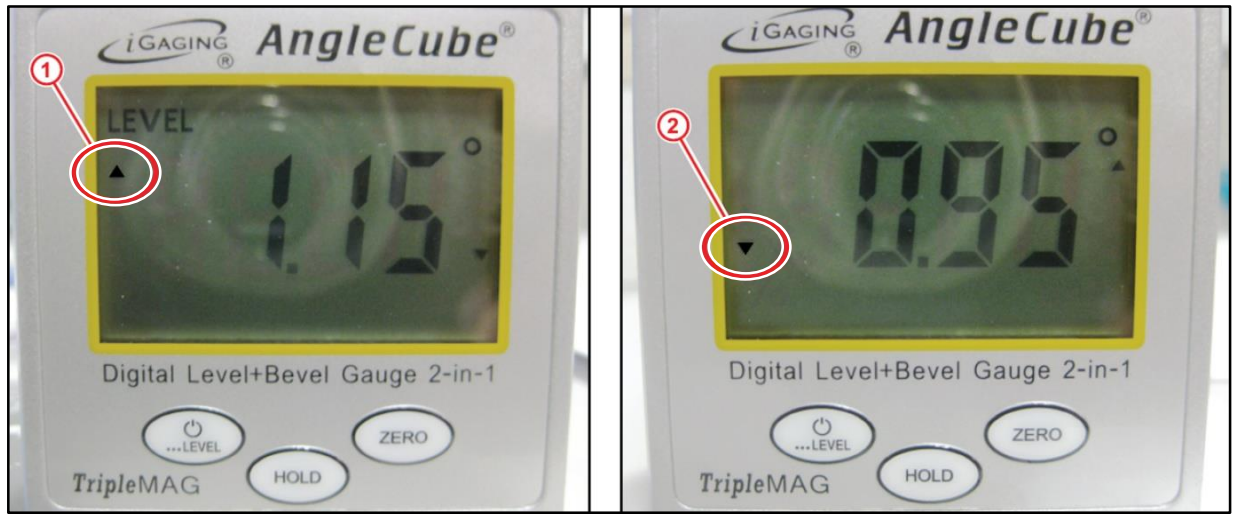 iGAGING® AngleCube®
1
LEVEL
1.15°
Digital Level+Bevel Gauge 2-in-1
...LEVEL
ZERO
HOLD
TripleMAG
iGAGING® AngleCube®
2
0.95°
Digital Level+Bevel Gauge 2-in-1
...LEVEL
ZERO
HOLD
TripleMAG